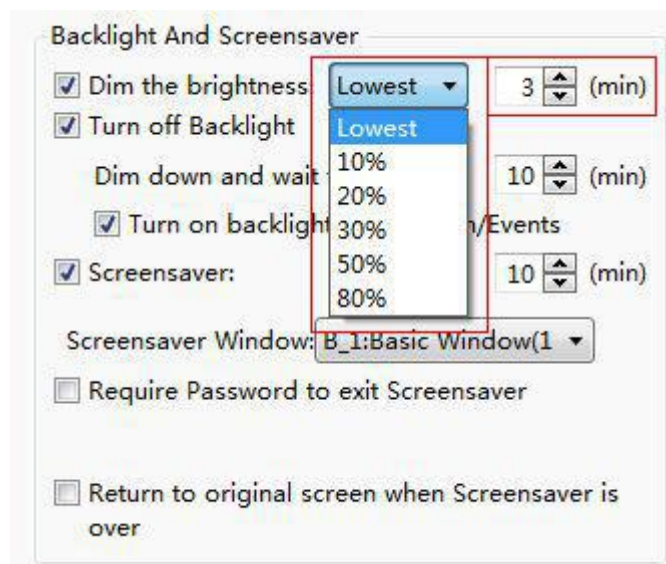 Backlight And Screensaver
Dim the brightness: Lowest 3 (min)
Turn off Backlight
Lowest
10%
20%
30%
50%
80%
Dim down and wait 10 (min)
Turn on backlight /Events
Screensaver: 10 (min)
Screensaver Window: B_1:Basic Window(1
Require Password to exit Screensaver
Return to original screen when Screensaver is
over